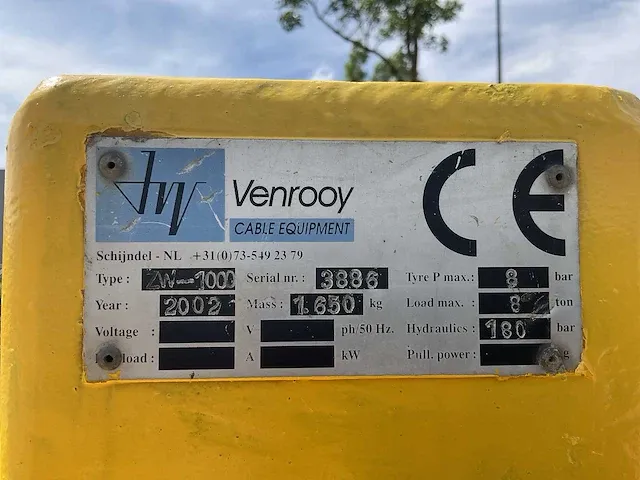 JW Venrooy
CABLE EQUIPMENT
CE
Schijndel - NL +31(0)73-549 23 79
Type : ZW-1000 Serial nr. : 3886 Tyre P max.: 8 bar
Year : 2002 Mass : 1.650 kg Load max. : 8 ton
Voltage : V ph/50 Hz. Hydraulics : 180 bar
load : A kW Pull. power :